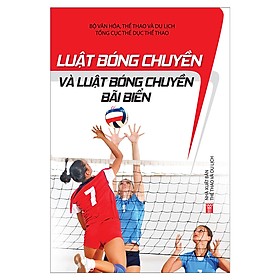 BỘ VĂN HÓA, THỂ THAO VÀ DU LỊCH
TỔNG CỤC THỂ DỤC THỂ THAO
LUẬT BÓNG CHUYỀN
VÀ LUẬT BÓNG CHUYỀN
BÃI BIỂN
7
NHÀ XUẤT BẢN
THỂ THAO VÀ DU LỊCH